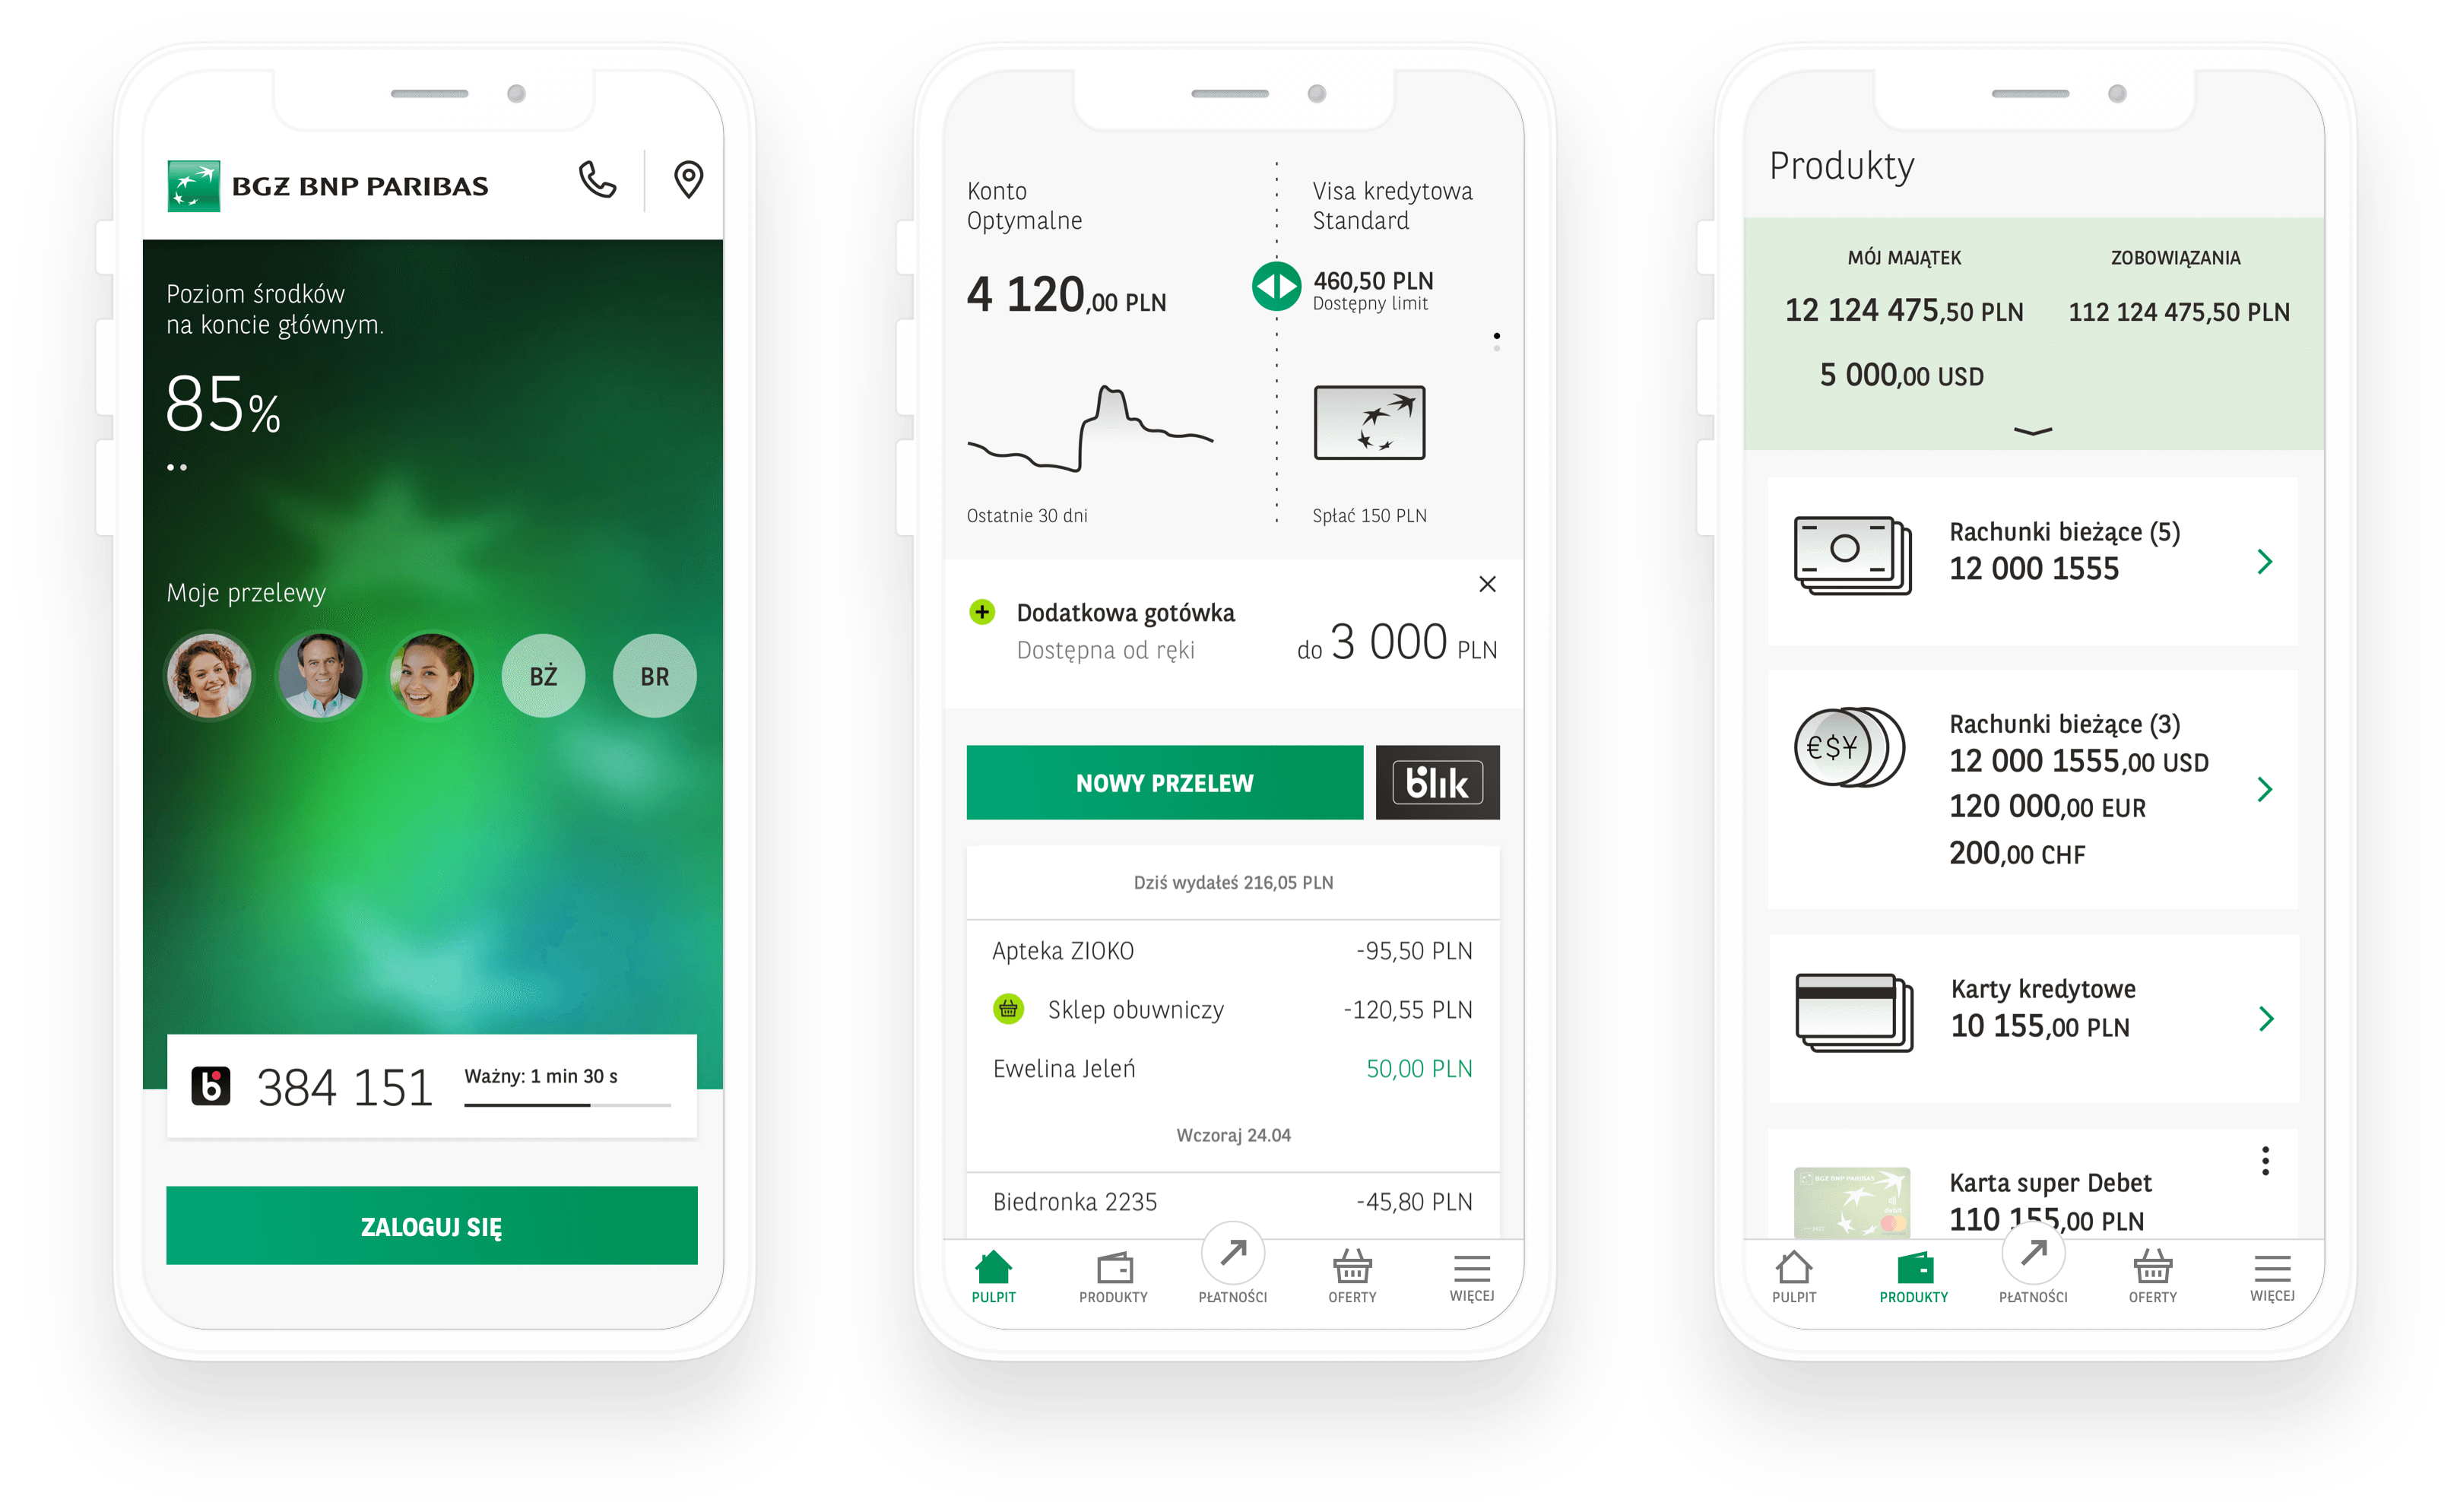 BGŻ BNP PARIBAS
Poziom środków
na koncie głównym.
85%
Moje przelewy
BŻ
BR
384 151
Ważny: 1 min 30 s
ZALOGUJ SIĘ
Konto
Optymalne
4 120,00 PLN
Visa kredytowa
Standard
460,50 PLN
Dostępny limit
Ostatnie 30 dni
Spłać 150 PLN
Dodatkowa gotówka
Dostępna od ręki
do 3 000 PLN
NOWY PRZELEW
blik
Dziś wydałeś 216,05 PLN
Apteka ZIOKO -95,50 PLN
Sklep obuwniczy -120,55 PLN
Ewelina Jeleń 50,00 PLN
Wczoraj 24.04
Biedronka 2235 -45,80 PLN
PULPIT PRODUKTY PŁATNOŚCI OFERTY WIĘCEJ
Produkty
MÓJ MAJĄTEK
12 124 475,50 PLN
5 000,00 USD
ZOBOWIĄZANIA
112 124 475,50 PLN
Rachunki bieżące (5)
12 000 1555
€$¥
Rachunki bieżące (3)
12 000 1555,00 USD
120 000,00 EUR
200,00 CHF
Karty kredytowe
10 155,00 PLN
BGŻ BNP PARIBAS
Karta super Debet
110 155,00 PLN
PULPIT PRODUKTY PŁATNOŚCI OFERTY WIĘCEJ